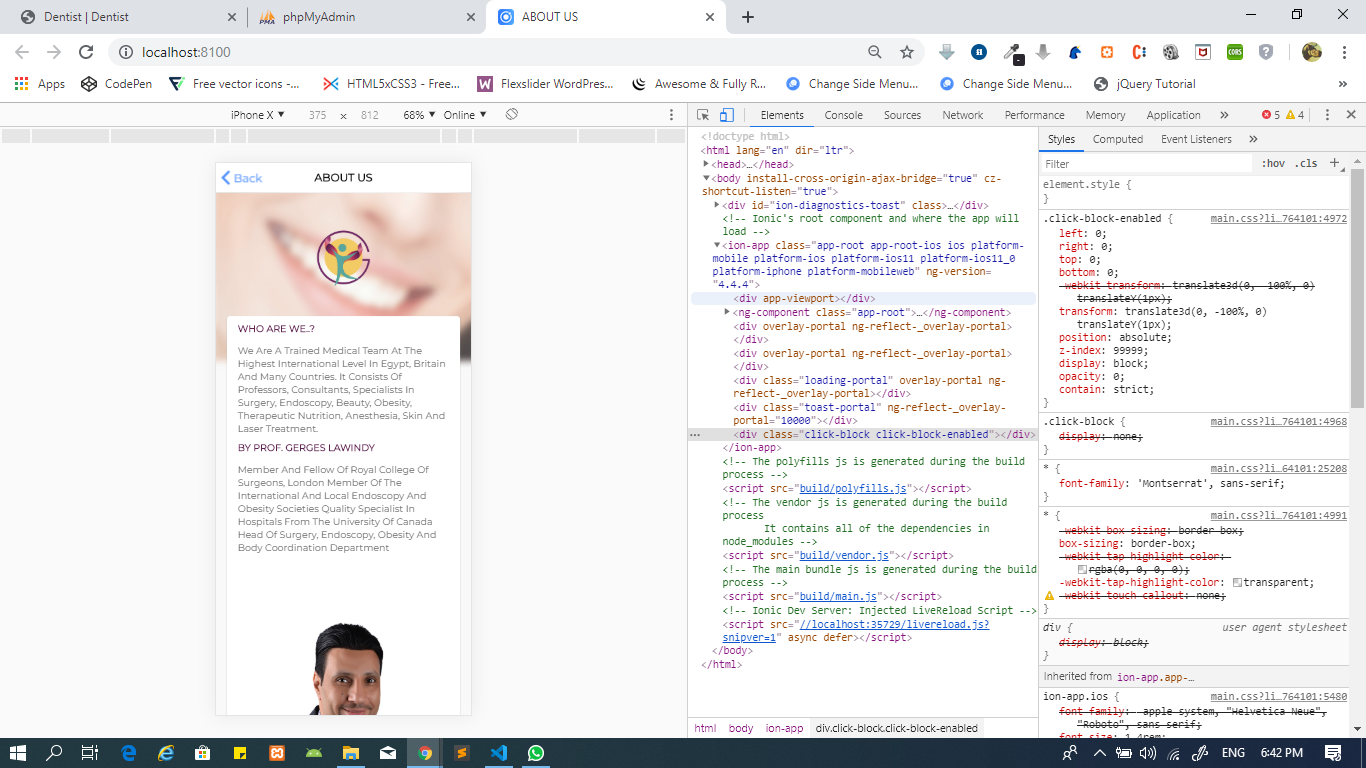 Dentist | Dentist
phpMyAdmin
PMA
ABOUT US
localhost:8100
CORS
Apps
CodePen
Free vector icons -...
HTML5xCSS3 - Free...
Flexslider WordPres...
Awesome & Fully R...
Change Side Menu...
Change Side Menu...
jQuery Tutorial
iPhone X ▼ 375 × 812 68% ▼ Online ▼
Elements Console Sources Network Performance Memory Application » 5 4
Back
ABOUT US
WHO ARE WE..?
We Are A Trained Medical Team At The
Highest International Level In Egypt, Britain
And Many Countries. It Consists Of
Professors, Consultants, Specialists In
Surgery, Endoscopy, Beauty, Obesity,
Therapeutic Nutrition, Anesthesia, Skin And
Laser Treatment.
BY PROF. GERGES LAWINDY
Member And Fellow Of Royal College Of
Surgeons, London Member Of The
International And Local Endoscopy And
Obesity Societies Quality Specialist In
Hospitals From The University Of Canada
Head Of Surgery, Endoscopy, Obesity And
Body Coordination Department
<!doctype html>
<html lang="en" dir="ltr">
<head>…</head>
<body install-cross-origin-ajax-bridge="true" cz-
shortcut-listen="true">
<div id="ion-diagnostics-toast" class>…</div>
<!-- Ionic's root component and where the app will
load -->
<ion-app class="app-root app-root-ios ios platform-
mobile platform-ios platform-ios11 platform-ios11_0
platform-iphone platform-mobileweb" ng-version=
"4.4.4">
<div app-viewport></div>
<ng-component class="app-root">…</ng-component>
<div overlay-portal ng-reflect-_overlay-portal>
</div>
<div overlay-portal ng-reflect-_overlay-portal>
</div>
<div class="loading-portal" overlay-portal ng-
reflect-_overlay-portal></div>
<div class="toast-portal" ng-reflect-_overlay-
portal="10000"></div>
<div class="click-block click-block-enabled"></div>
</ion-app>
<!-- The polyfills js is generated during the build
process -->
<script src="build/polyfills.js"></script>
<!-- The vendor js is generated during the build
process
It contains all of the dependencies in
node_modules -->
<script src="build/vendor.js"></script>
<!-- The main bundle js is generated during the build
process -->
<script src="build/main.js"></script>
<!-- Ionic Dev Server: Injected LiveReload Script -->
<script src="//localhost:35729/livereload.js?
snipver=1" async defer></script>
</body>
</html>
html body ion-app div.click-block.click-block-enabled
Styles Computed Event Listeners »
Filter :hov .cls +
element.style {
}
.click-block-enabled { main.css?li…764101:4972
left: 0;
right: 0;
top: 0;
bottom: 0;
-webkit-transform: translate3d(0, -100%, 0)
translateY(1px);
transform: translate3d(0, -100%, 0)
translateY(1px);
position: absolute;
z-index: 99999;
display: block;
opacity: 0;
contain: strict;
}
.click-block { main.css?li…764101:4968
display: none;
}
* { main.css?li…64101:25208
font-family: 'Montserrat', sans-serif;
}
* { main.css?li…764101:4991
-webkit-box-sizing: border-box;
box-sizing: border-box;
-webkit-tap-highlight-color:
rgba(0, 0, 0, 0);
-webkit-tap-highlight-color: transparent;
-webkit-touch-callout: none;
}
div { user agent stylesheet
display: block;
}
Inherited from ion-app.app-…
ion-app.ios { main.css?li…764101:5480
font-family: -apple-system, "Helvetica Neue",
"Roboto", sans-serif;
font-size: 1.4rem;
ENG 6:42 PM